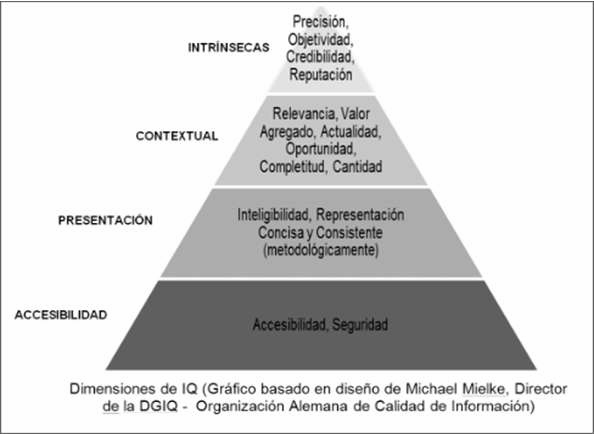 Precisión,
Objetividad,
INTRÍNSECAS
Credibilidad,
Reputación
Relevancia, Valor
CONTEXTUAL
Agregado, Actualidad,
Oportunidad,
Completitud, Cantidad
PRESENTACIÓN
Inteligibilidad, Representación
Concisa y Consistente
(metodológicamente)
ACCESIBILIDAD
Accesibilidad, Seguridad
Dimensiones de IQ (Gráfico basado en diseño de Michael Mielke, Director
de la DGIQ - Organización Alemana de Calidad de Información)